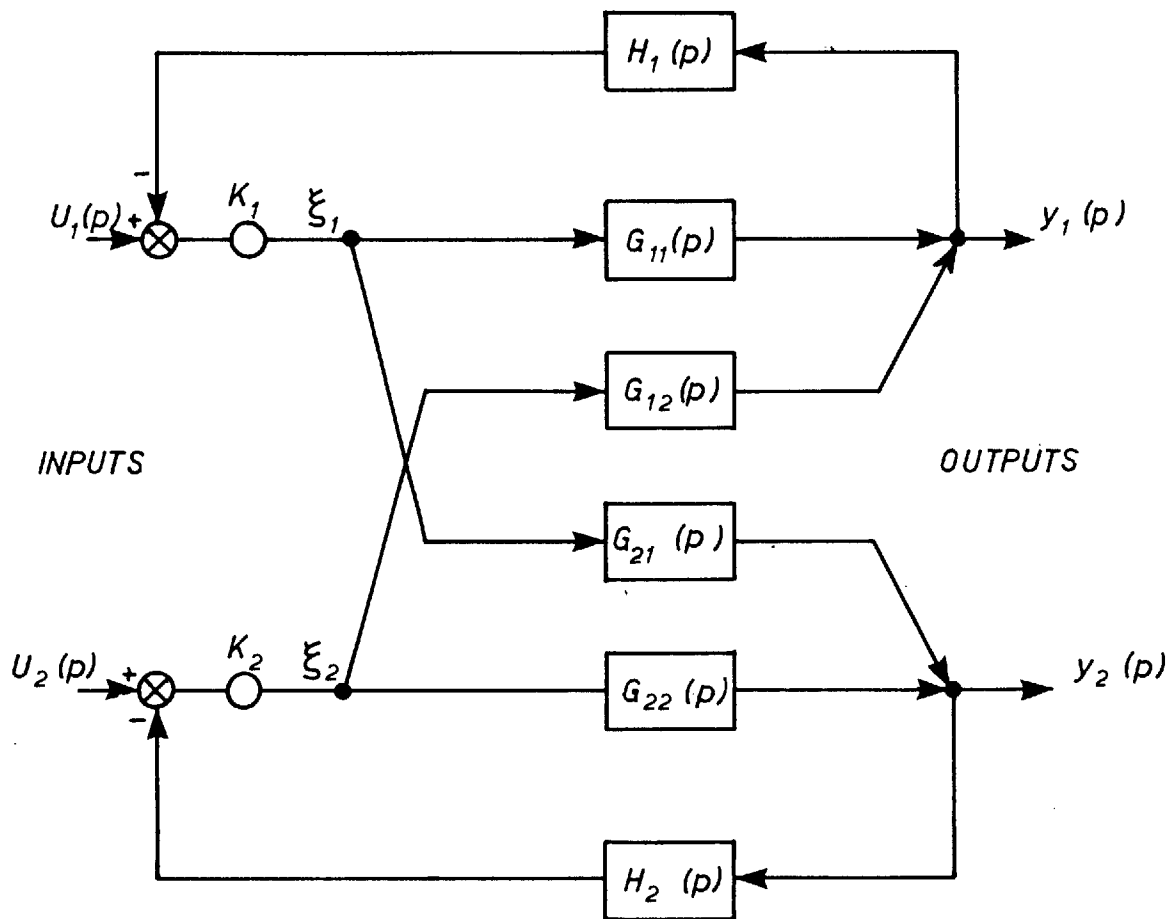 H₁ (p)
K₁
ξ₁
-
U₁(p) +
G₁₁(p)
y₁ (p)
G₁₂(p)
INPUTS
OUTPUTS
G₂₁ (p)
K₂
ξ₂
U₂ (p) +
-
G₂₂ (p)
y₂ (p)
H₂ (p)